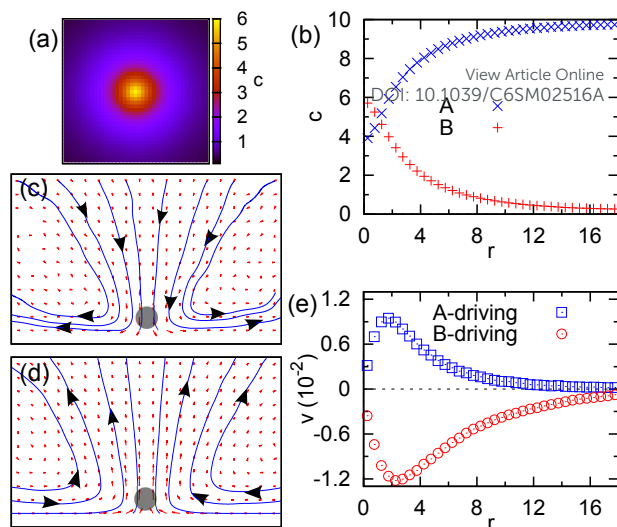 (a)
6
5
4
3
2
1
c
(b)
10
8
6
4
2
0
c
View Article Online
DOI: 10.1039/C6SM02516A
A
B
0 4 8 12 16
r
(c)
(d)
(e)
1.2
0.6
0
-0.6
-1.2
v (10⁻²)
A-driving
B-driving
0 4 8 12 16
r